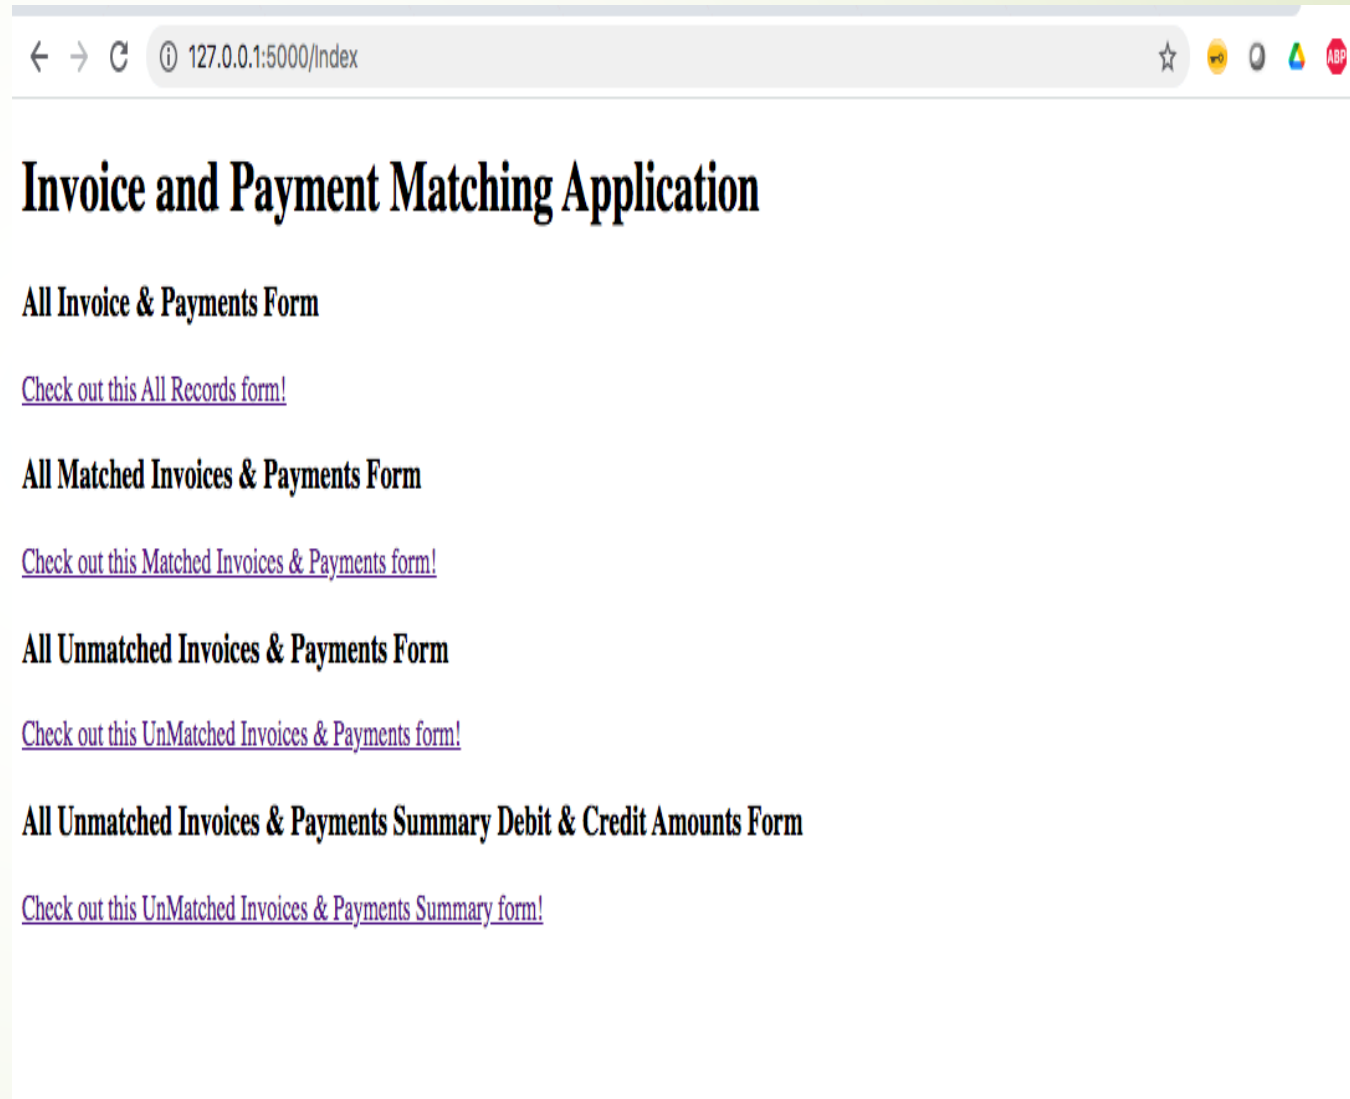 127.0.0.1:5000/Index
ABP
Invoice and Payment Matching Application
All Invoice & Payments Form
Check out this All Records form!
All Matched Invoices & Payments Form
Check out this Matched Invoices & Payments form!
All Unmatched Invoices & Payments Form
Check out this UnMatched Invoices & Payments form!
All Unmatched Invoices & Payments Summary Debit & Credit Amounts Form
Check out this UnMatched Invoices & Payments Summary form!